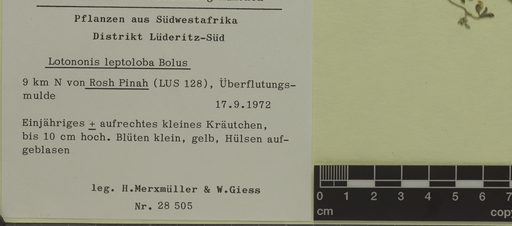 Pflanzen aus Südwestafrika
Distrikt Lüderitz-Süd
Lotononis leptoloba Bolus
9 km N von Rosh Pinah (LUS 128), Überflutungs-
mulde
17.9.1972
Einjähriges + aufrechtes kleines Kräutchen,
bis 10 cm hoch. Blüten klein, gelb, Hülsen auf-
geblasen
leg. H.Merxmüller & W.Giess
Nr. 28 505
0 1 2 3 4 5 6 7
cm copy